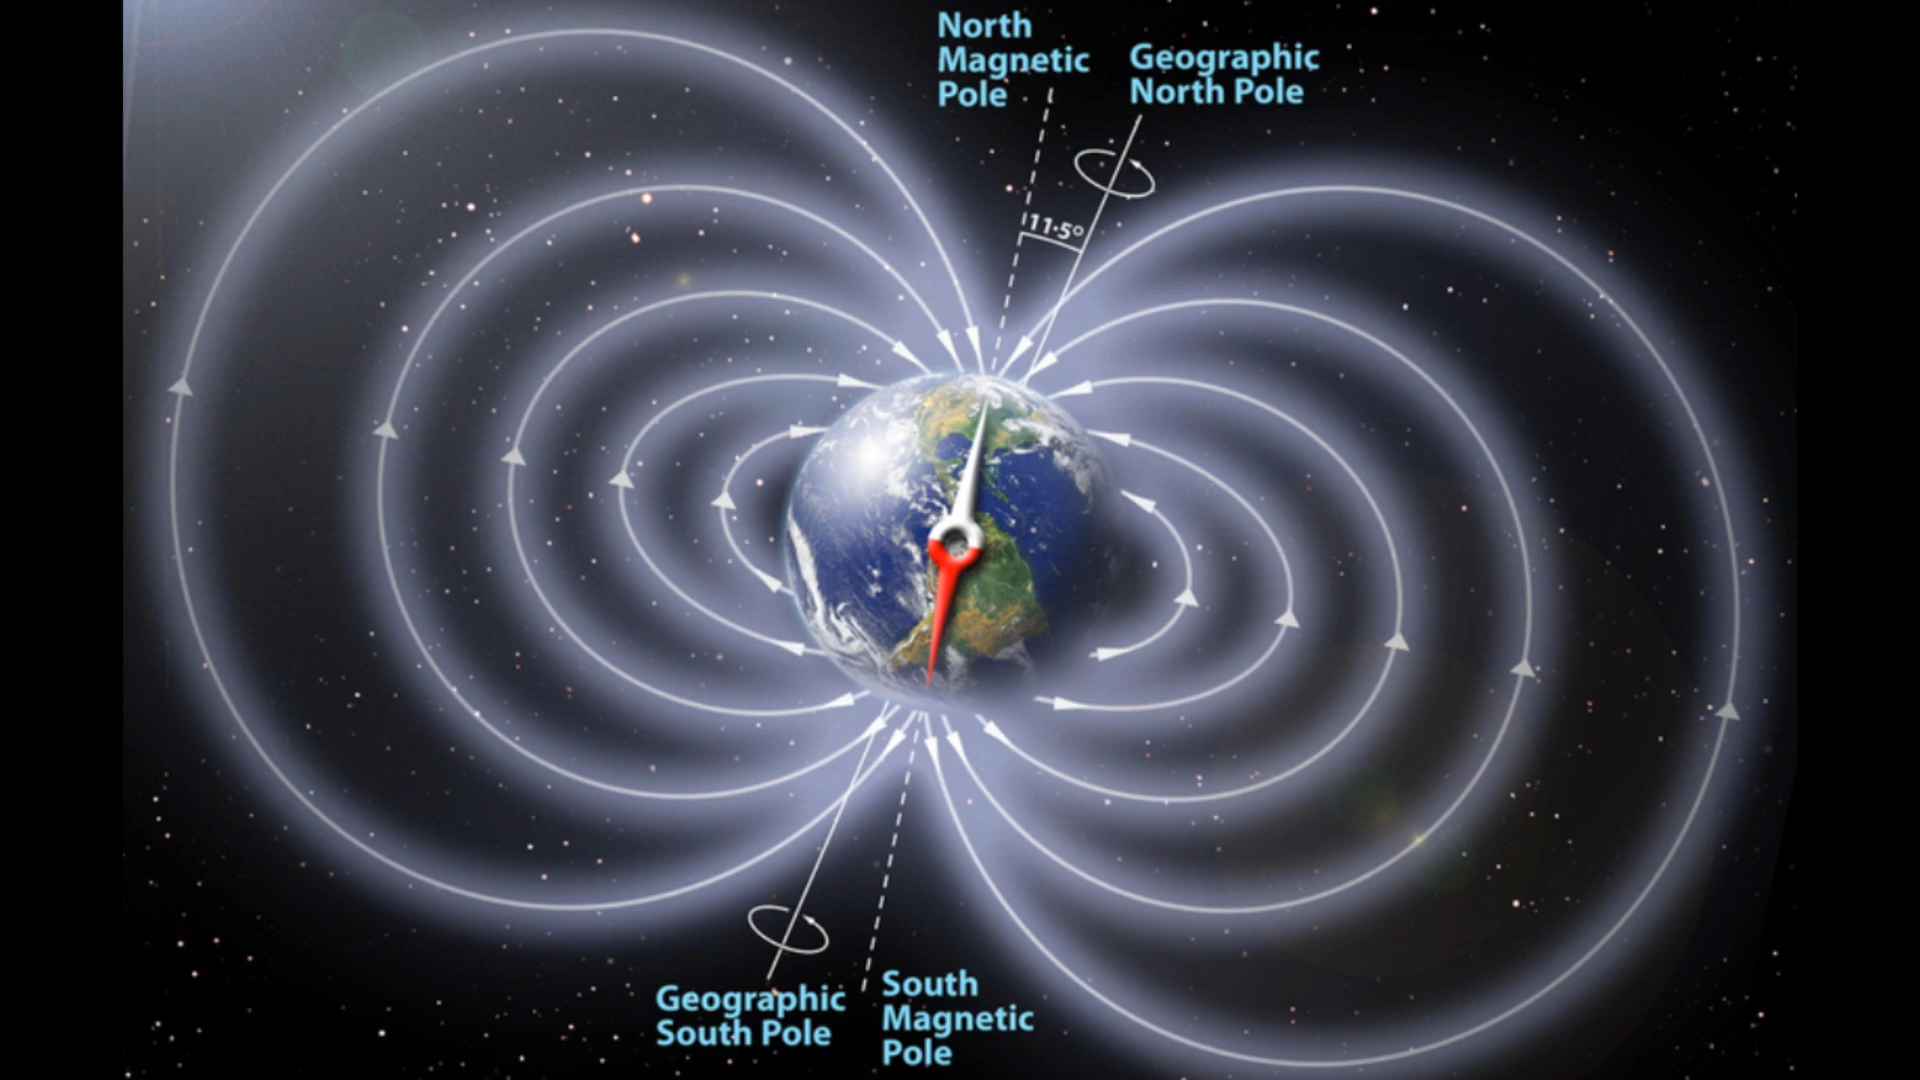 North
Magnetic
Pole
Geographic
North Pole
11·5°
Geographic
South Pole
South
Magnetic
Pole